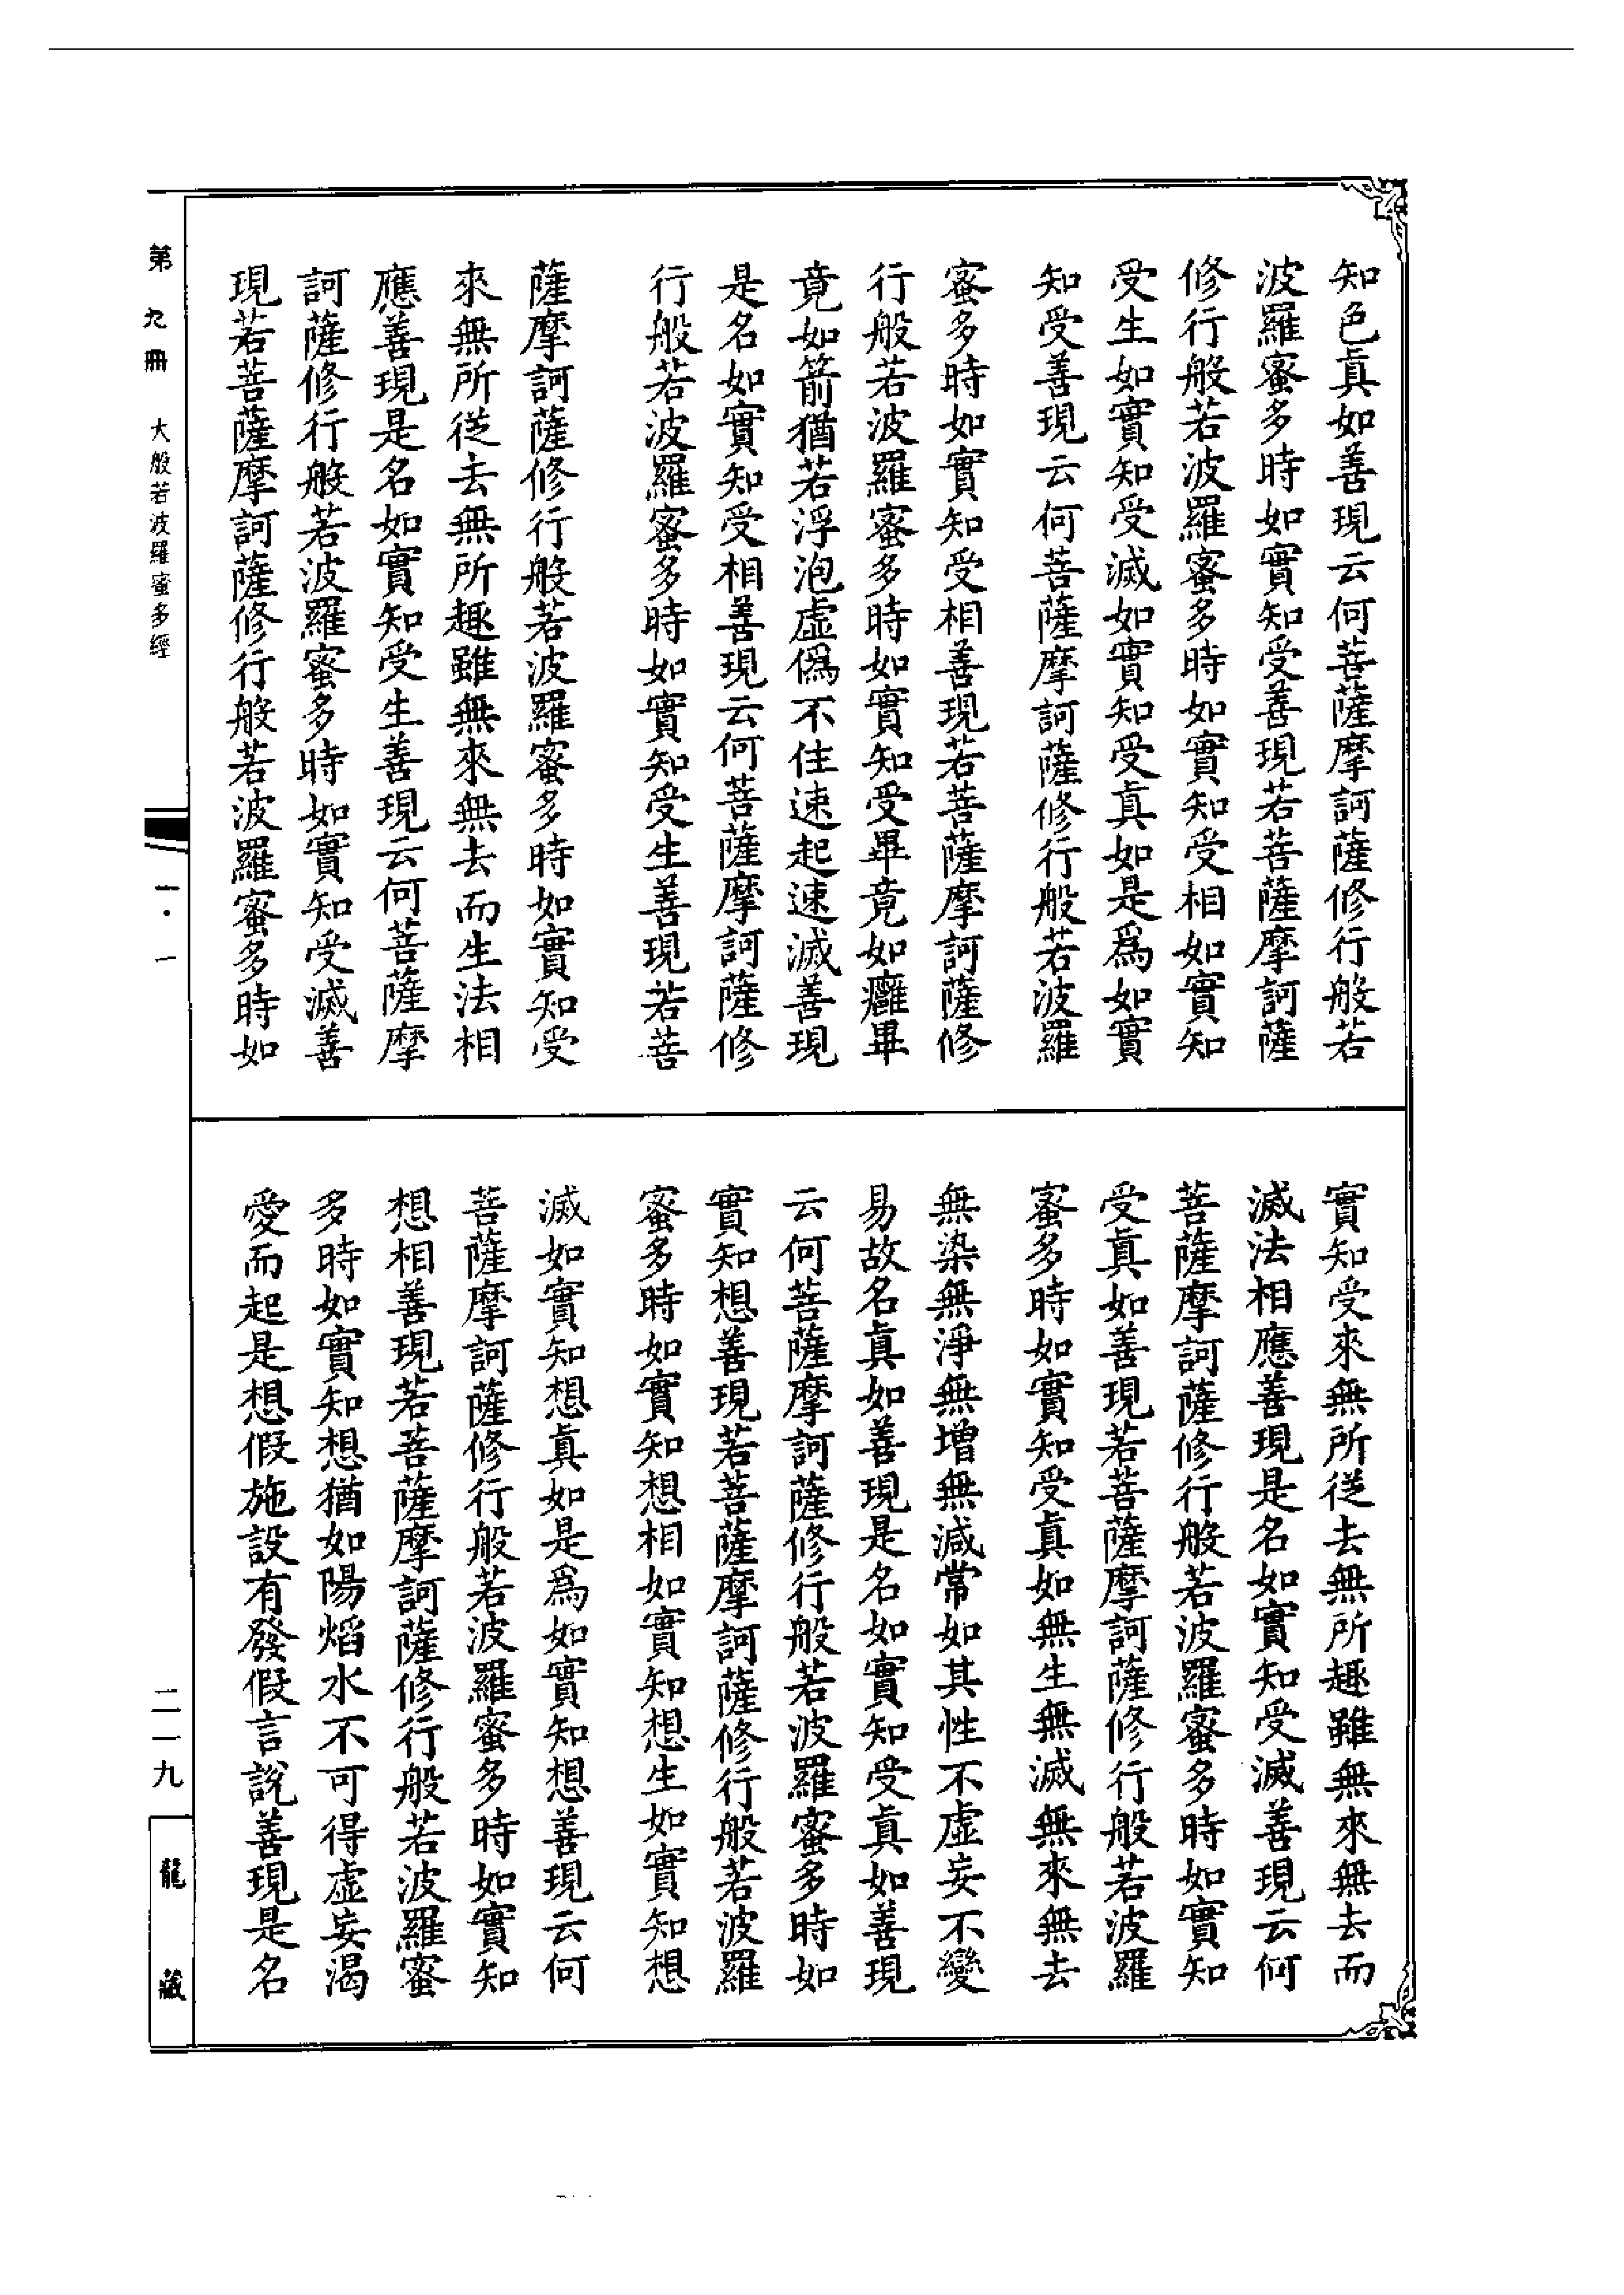 知色真如善現云何菩薩摩訶薩修行般若
波羅蜜多時如實知受善現若菩薩摩訶薩
修行般若波羅蜜多時如實知受相如實知
受生如實知受滅如實知受真如是為如實
知受善現云何菩薩摩訶薩修行般若波羅
蜜多時如實知受相善現若菩薩摩訶薩修
行般若波羅蜜多時如實知受畢竟如癰畢
竟如箭猶若浮泡虛偽不住速起速滅善現
是名如實知受相善現云何菩薩摩訶薩修
行般若波羅蜜多時如實知受生善現若菩
薩摩訶薩修行般若波羅蜜多時如實知受
來無所從去無所趣雖無來無去而生法相
應善現是名如實知受生善現云何菩薩摩
訶薩修行般若波羅蜜多時如實知受滅善
現若菩薩摩訶薩修行般若波羅蜜多時如
實知受來無所從去無所趣雖無來無去而
滅法相應善現是名如實知受滅善現云何
菩薩摩訶薩修行般若波羅蜜多時如實知
受真如善現若菩薩摩訶薩修行般若波羅
蜜多時如實知受真如無生無滅無來無去
無染無淨無增無減常如其性不虛妄不變
易故名真如善現是名如實知受真如善現
云何菩薩摩訶薩修行般若波羅蜜多時如
實知想善現若菩薩摩訶薩修行般若波羅
蜜多時如實知想相如實知想生如實知想
滅如實知想真如是為如實知想善現云何
菩薩摩訶薩修行般若波羅蜜多時如實知
想相善現若菩薩摩訶薩修行般若波羅蜜
多時如實知想猶如陽焰水不可得虛妄渴
愛而起是想假施設有發假言說善現是名
第九冊 大般若波羅蜜多經 一·一 二一九 龍藏